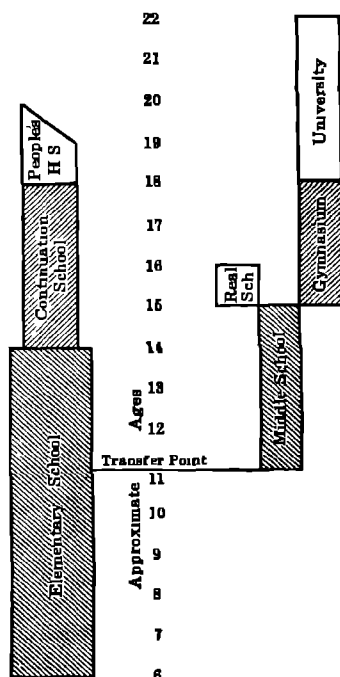 22
21
20
19
18
17
16
15
14
13
12
11
10
9
8
7
6
Approximate Ages
Transfer Point
People's
H S
Continuation
School
Elementary School
University
Gymnasium
Real
Sch
Middle School